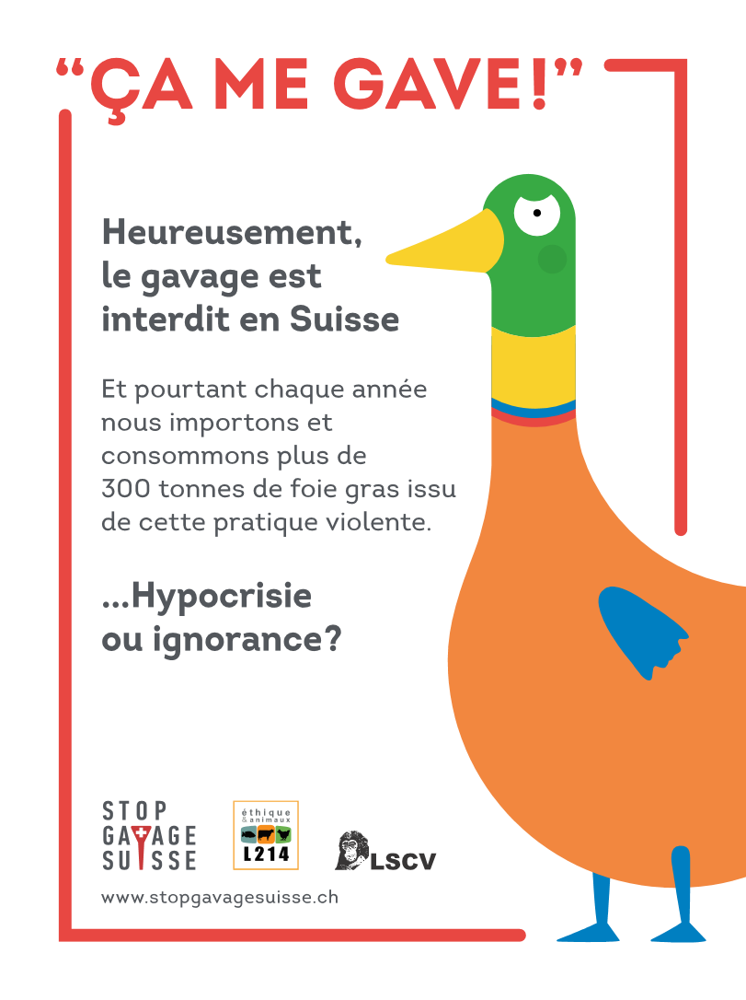 “ÇA ME GAVE!”
Heureusement,
le gavage est
interdit en Suisse
Et pourtant chaque année
nous importons et
consommons plus de
300 tonnes de foie gras issu
de cette pratique violente.
...Hypocrisie
ou ignorance?
STOP
GAVAGE
SUISSE
éthique
& animaux
L214
LSCV
www.stopgavagesuisse.ch